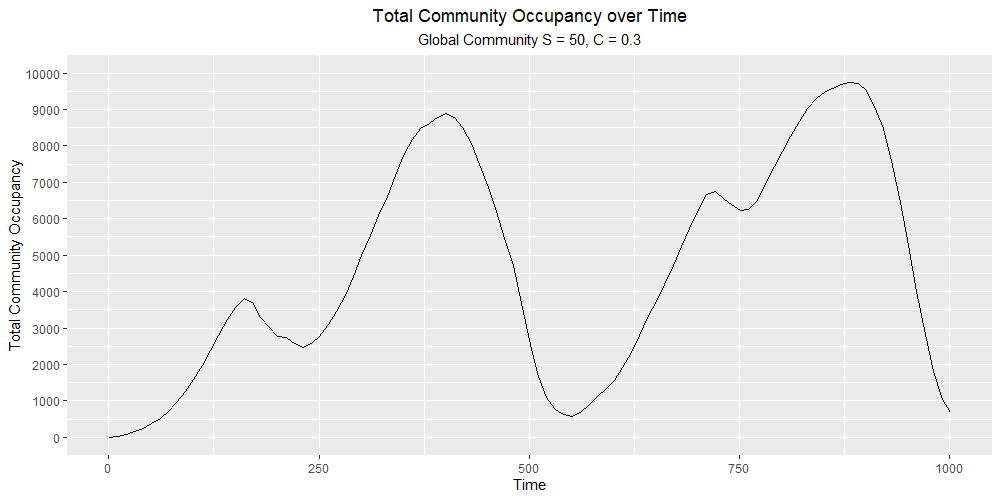 Total Community Occupancy over Time
Global Community S = 50, C = 0.3
Total Community Occupancy
10000
9000
8000
7000
6000
5000
4000
3000
2000
1000
0
0 250 500 750 1000
Time